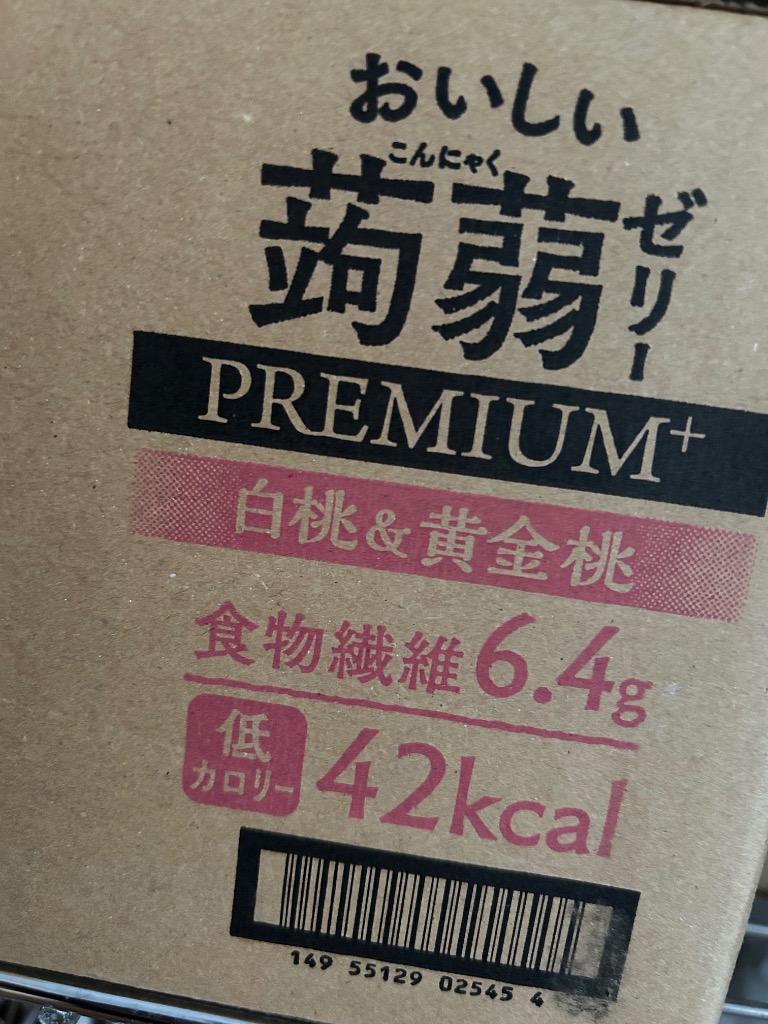 おいしい
こんにゃく
蒟蒻ゼリー
PREMIUM+
白桃&黄金桃
食物繊維6.4g
低
カロリー
42kcal
149 55129 02545 4